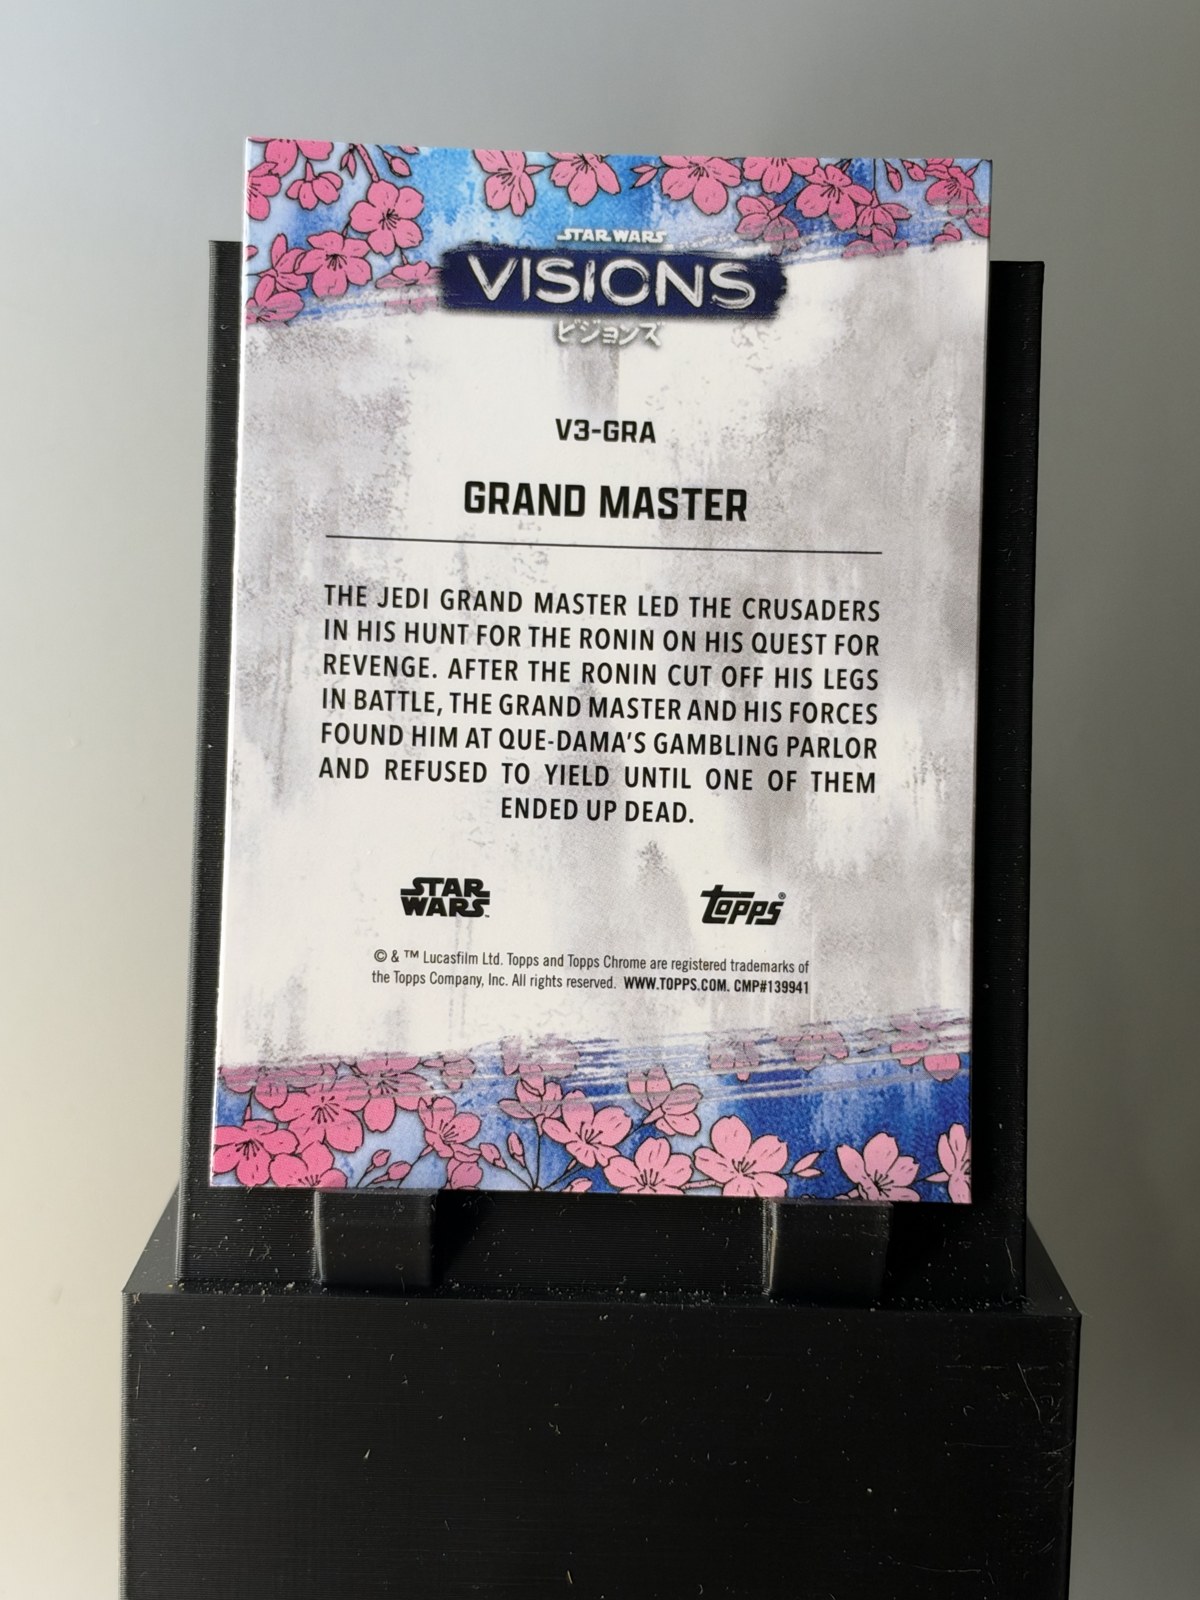 STAR WARS
VISIONS
ビジョンズ
V3-GRA
GRAND MASTER
THE JEDI GRAND MASTER LED THE CRUSADERS
IN HIS HUNT FOR THE RONIN ON HIS QUEST FOR
REVENGE. AFTER THE RONIN CUT OFF HIS LEGS
IN BATTLE, THE GRAND MASTER AND HIS FORCES
FOUND HIM AT QUE-DAMA'S GAMBLING PARLOR
AND REFUSED TO YIELD UNTIL ONE OF THEM
ENDED UP DEAD.
STAR WARS™ Topps®
© & ™ Lucasfilm Ltd. Topps and Topps Chrome are registered trademarks of
the Topps Company, Inc. All rights reserved. WWW.TOPPS.COM. CMP#139941